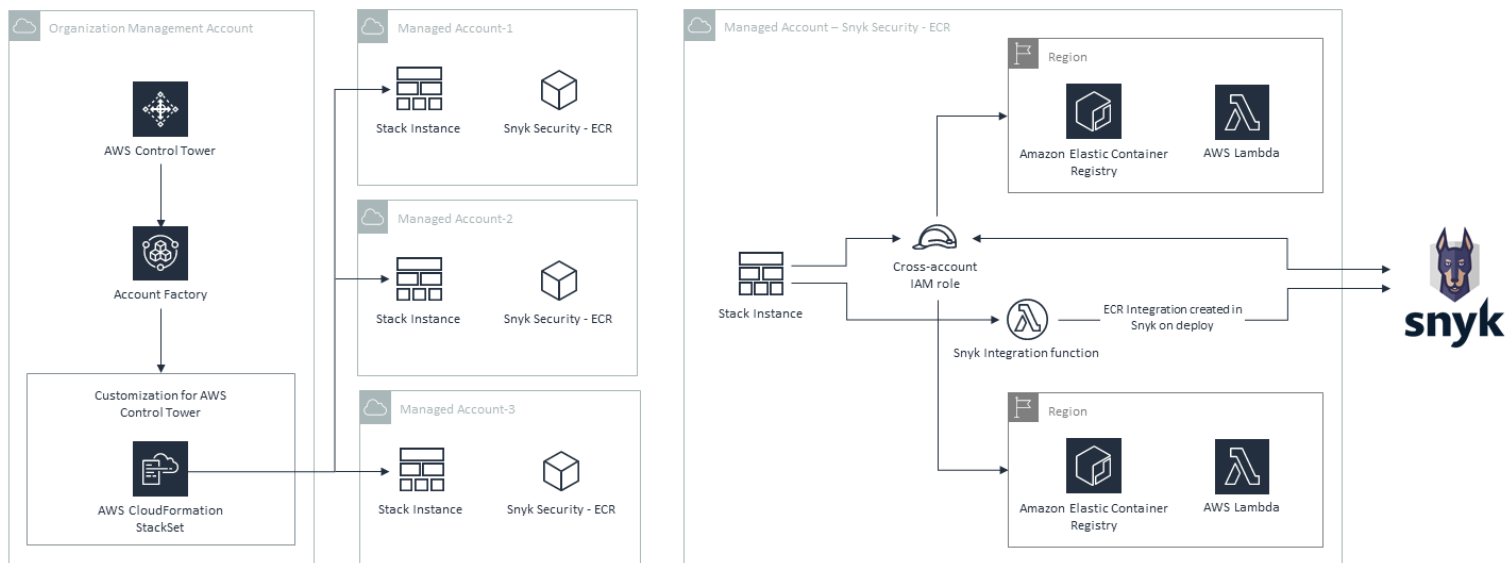 Organization Management Account
AWS Control Tower
Account Factory
Customization for AWS
Control Tower
AWS CloudFormation
StackSet
Managed Account-1
Stack Instance
Snyk Security - ECR
Managed Account-2
Stack Instance
Snyk Security - ECR
Managed Account-3
Stack Instance
Snyk Security - ECR
Managed Account – Snyk Security - ECR
Region
Amazon Elastic Container
Registry
AWS Lambda
Stack Instance
Cross-account
IAM role
Snyk Integration function
ECR Integration created in
Snyk on deploy
Region
Amazon Elastic Container
Registry
AWS Lambda
snyk